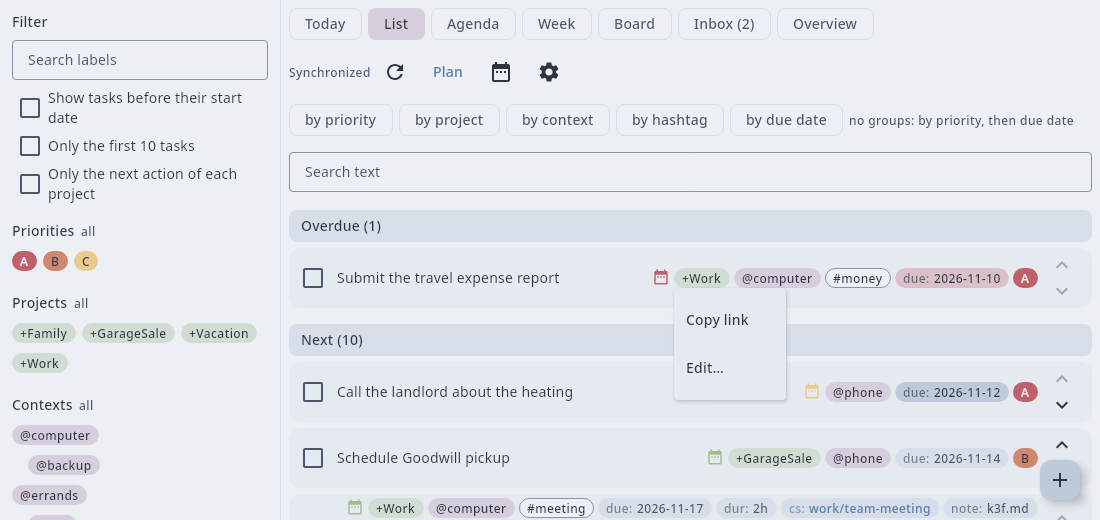 Filter
Search labels
Show tasks before their start
date
Only the first 10 tasks
Only the next action of each
project
Priorities all
A B C
Projects all
+Family +GarageSale +Vacation
+Work
Contexts all
@computer
@backup
@errands
Today List Agenda Week Board Inbox (2) Overview
Synchronized Plan
by priority by project by context by hashtag by due date no groups: by priority, then due date
Search text
Overdue (1)
Submit the travel expense report +Work @computer #money due: 2026-11-10 A
Copy link
Edit...
Next (10)
Call the landlord about the heating @phone due: 2026-11-12 A
Schedule Goodwill pickup +GarageSale @phone due: 2026-11-14 B
+Work @computer #meeting due: 2026-11-17 dur: 2h cs: work/team-meeting note: k3f.md